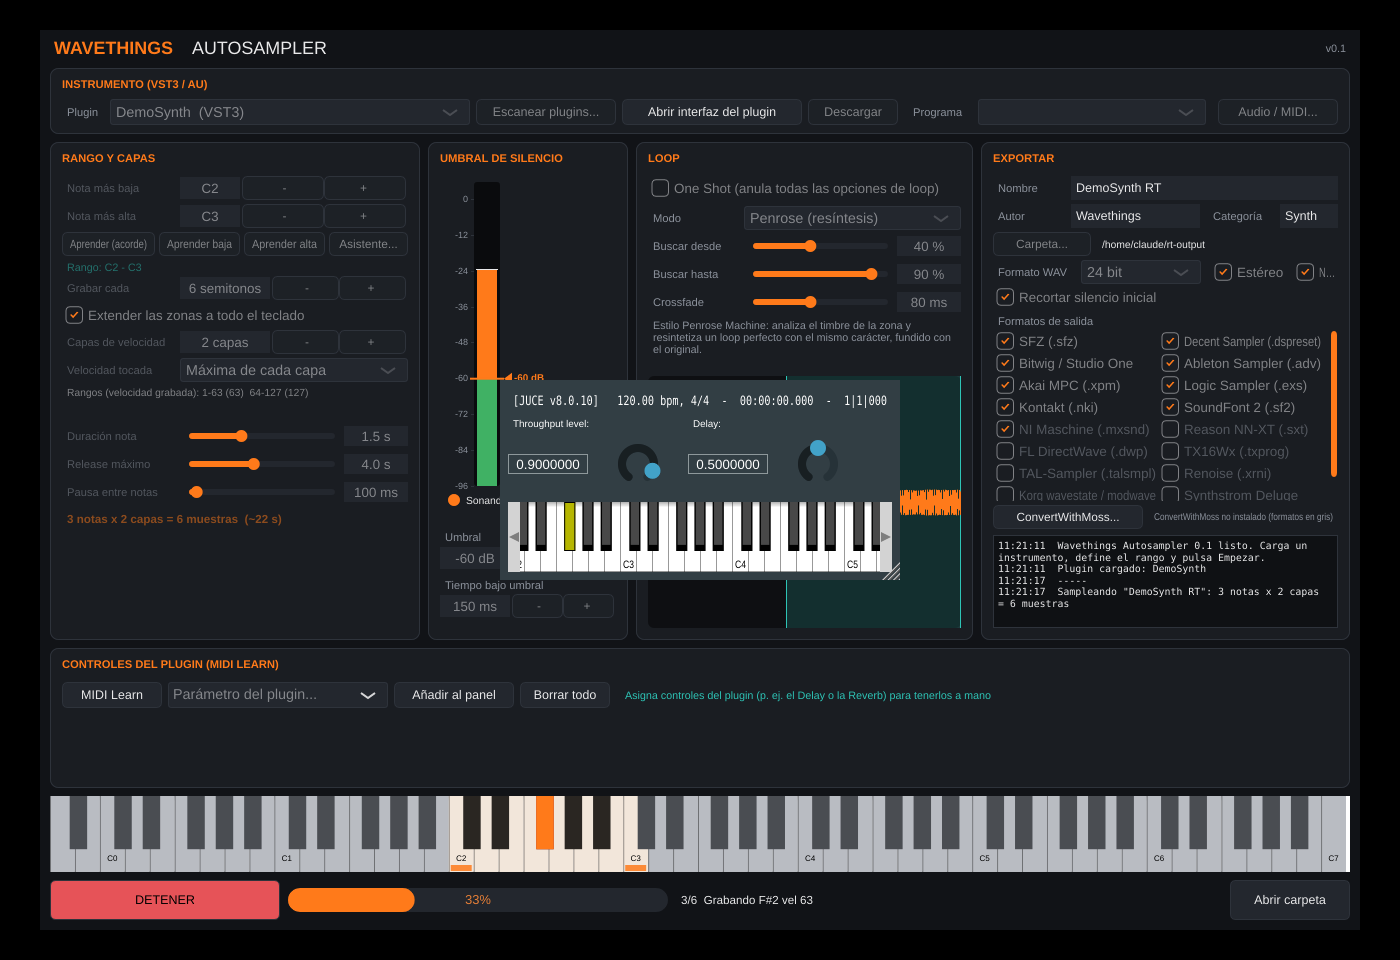 WAVETHINGS AUTOSAMPLER
v0.1
INSTRUMENTO (VST3 / AU)
Plugin DemoSynth (VST3) Escanear plugins... Abrir interfaz del plugin Descargar Programa Audio / MIDI...
RANGO Y CAPAS
Nota más baja C2 - +
Nota más alta C3 - +
Aprender (acorde) Aprender baja Aprender alta Asistente...
Rango: C2 - C3
Grabar cada 6 semitonos - +
Extender las zonas a todo el teclado
Capas de velocidad 2 capas - +
Velocidad tocada Máxima de cada capa
Rangos (velocidad grabada): 1-63 (63) 64-127 (127)
Duración nota 1.5 s
Release máximo 4.0 s
Pausa entre notas 100 ms
3 notas x 2 capas = 6 muestras (~22 s)
UMBRAL DE SILENCIO
0
-12
-24
-36
-48
-60 -60 dB
-72
-84
-96
Sonand
Umbral
-60 dB
Tiempo bajo umbral
150 ms - +
LOOP
One Shot (anula todas las opciones de loop)
Modo Penrose (resíntesis)
Buscar desde 40 %
Buscar hasta 90 %
Crossfade 80 ms
Estilo Penrose Machine: analiza el timbre de la zona y
resintetiza un loop perfecto con el mismo carácter, fundido con
el original.
[JUCE v8.0.10] 120.00 bpm, 4/4 - 00:00:00.000 - 1|1|000
Throughput level: Delay:
0.9000000 0.5000000
C3 C4 C5
EXPORTAR
Nombre DemoSynth RT
Autor Wavethings Categoría Synth
Carpeta... /home/claude/rt-output
Formato WAV 24 bit Estéreo N...
Recortar silencio inicial
Formatos de salida
SFZ (.sfz) Decent Sampler (.dspreset)
Bitwig / Studio One Ableton Sampler (.adv)
Akai MPC (.xpm) Logic Sampler (.exs)
Kontakt (.nki) SoundFont 2 (.sf2)
NI Maschine (.mxsnd) Reason NN-XT (.sxt)
FL DirectWave (.dwp) TX16Wx (.txprog)
TAL-Sampler (.talsmpl) Renoise (.xrni)
Korg wavestate / modwave Synthstrom Deluge
ConvertWithMoss... ConvertWithMoss no instalado (formatos en gris)
11:21:11 Wavethings Autosampler 0.1 listo. Carga un
instrumento, define el rango y pulsa Empezar.
11:21:11 Plugin cargado: DemoSynth
11:21:17 -----
11:21:17 Sampleando "DemoSynth RT": 3 notas x 2 capas
= 6 muestras
CONTROLES DEL PLUGIN (MIDI LEARN)
MIDI Learn Parámetro del plugin... Añadir al panel Borrar todo Asigna controles del plugin (p. ej. el Delay o la Reverb) para tenerlos a mano
C0 C1 C2 C3 C4 C5 C6 C7
DETENER 33% 3/6 Grabando F#2 vel 63 Abrir carpeta